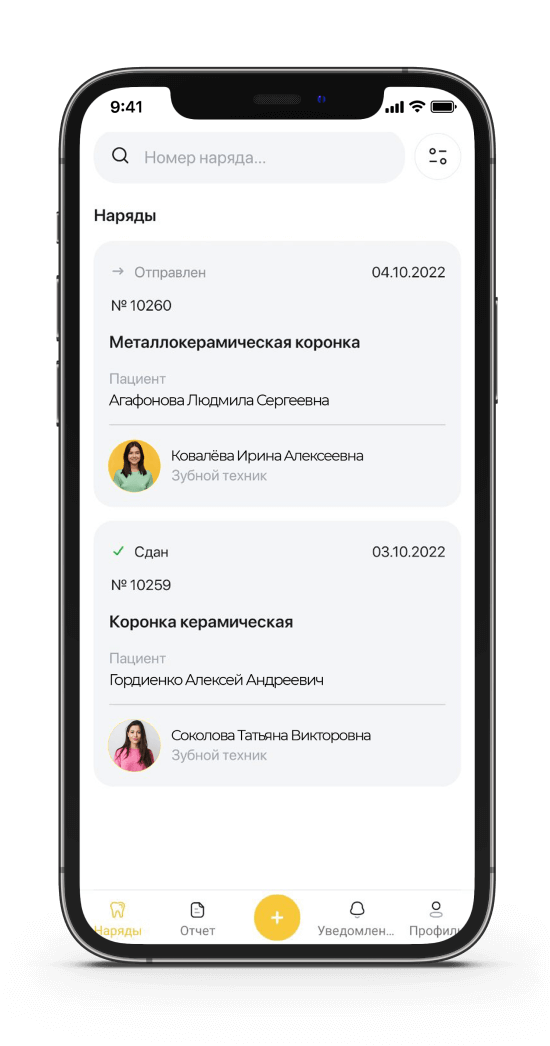 9:41
Номер наряда...
Наряды
Отправлен 04.10.2022
№ 10260
Металлокерамическая коронка
Пациент
Агафонова Людмила Сергеевна
Ковалёва Ирина Алексеевна
Зубной техник
Сдан 03.10.2022
№ 10259
Коронка керамическая
Пациент
Гордиенко Алексей Андреевич
Соколова Татьяна Викторовна
Зубной техник
Наряды Отчет + Уведомлен... Профил